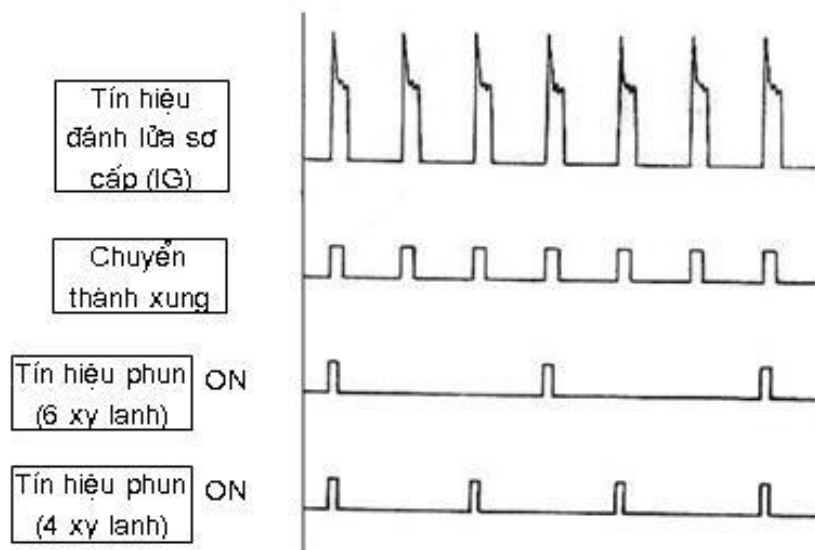 Tín hiệu
đánh lửa sơ
cấp (IG)
Chuyển
thành xung
Tín hiệu phun ON
(6 xy lanh)
Tín hiệu phun ON
(4 xy lanh)